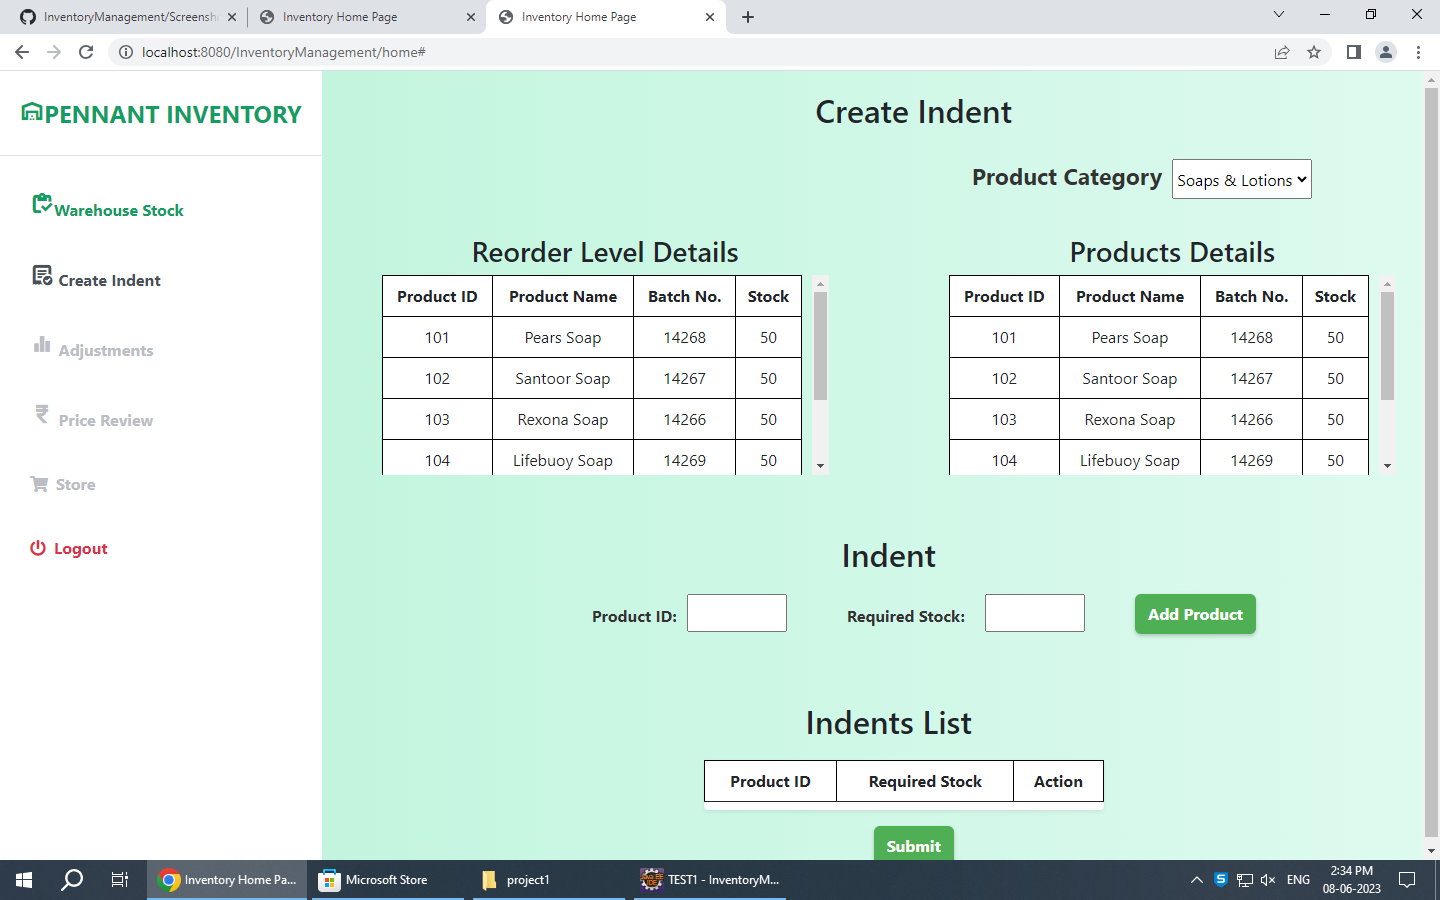 InventoryManagement/Screensh
Inventory Home Page
Inventory Home Page
localhost:8080/InventoryManagement/home#
PENNANT INVENTORY
Warehouse Stock
Create Indent
Adjustments
Price Review
Store
Logout
Create Indent
Product Category Soaps & Lotions
Reorder Level Details
Product ID Product Name Batch No. Stock
101 Pears Soap 14268 50
102 Santoor Soap 14267 50
103 Rexona Soap 14266 50
104 Lifebuoy Soap 14269 50
Products Details
Product ID Product Name Batch No. Stock
101 Pears Soap 14268 50
102 Santoor Soap 14267 50
103 Rexona Soap 14266 50
104 Lifebuoy Soap 14269 50
Indent
Product ID: Required Stock: Add Product
Indents List
Product ID Required Stock Action
Submit
Inventory Home Pa...
Microsoft Store
project1
TEST1 - InventoryM...
ENG
2:34 PM
08-06-2023